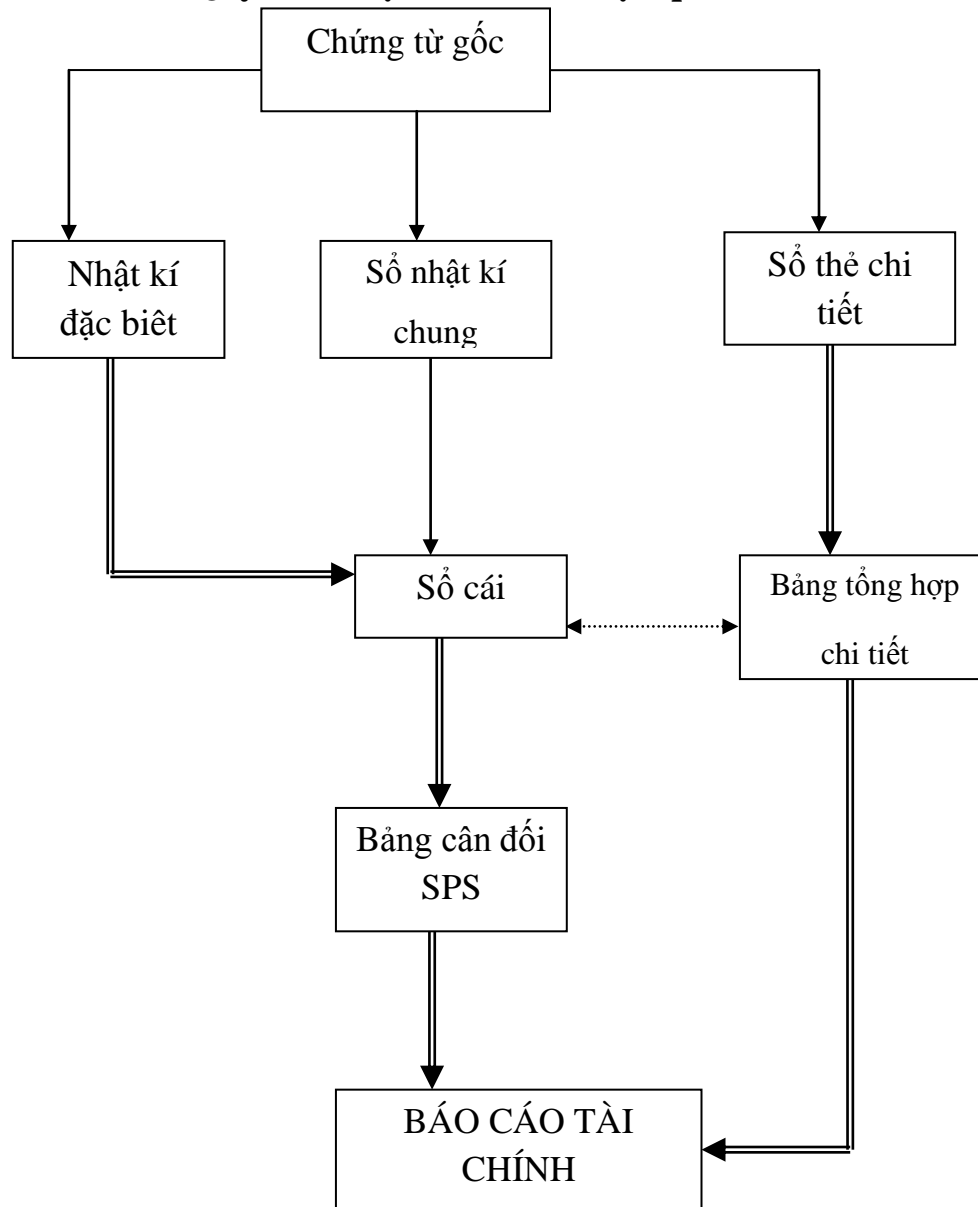 Chứng từ gốc
Nhật kí
đặc biêt
Sổ nhật kí
chung
Sổ thẻ chi
tiết
Sổ cái
Bảng tổng hợp
chi tiết
Bảng cân đối
SPS
BÁO CÁO TÀI
CHÍNH